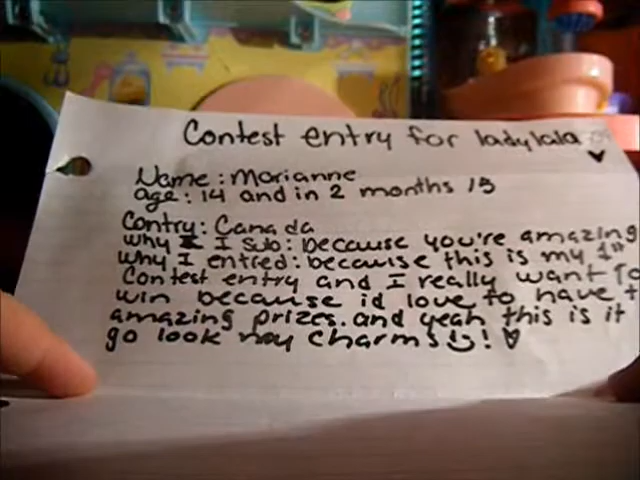 Contest entry for ladylala
Name: Marianne
age: 14 and in 2 months 15
Contry: Canada
why I sub: because you're amazing
why I entred: because this is my 1st
Contest entry and I really want to
win because id love to have t
amazing prizes. and yeah this is it
go look my charms !